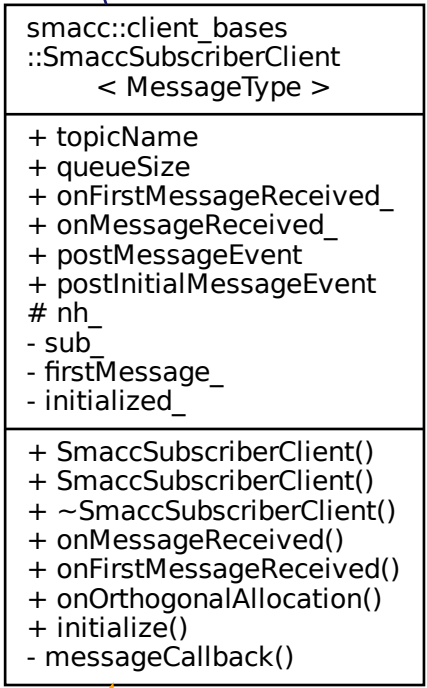 smacc::client_bases
::SmaccSubscriberClient
< MessageType >
+ topicName
+ queueSize
+ onFirstMessageReceived_
+ onMessageReceived_
+ postMessageEvent
+ postInitialMessageEvent
# nh_
- sub_
- firstMessage_
- initialized_
+ SmaccSubscriberClient()
+ SmaccSubscriberClient()
+ ~SmaccSubscriberClient()
+ onMessageReceived()
+ onFirstMessageReceived()
+ onOrthogonalAllocation()
+ initialize()
- messageCallback()